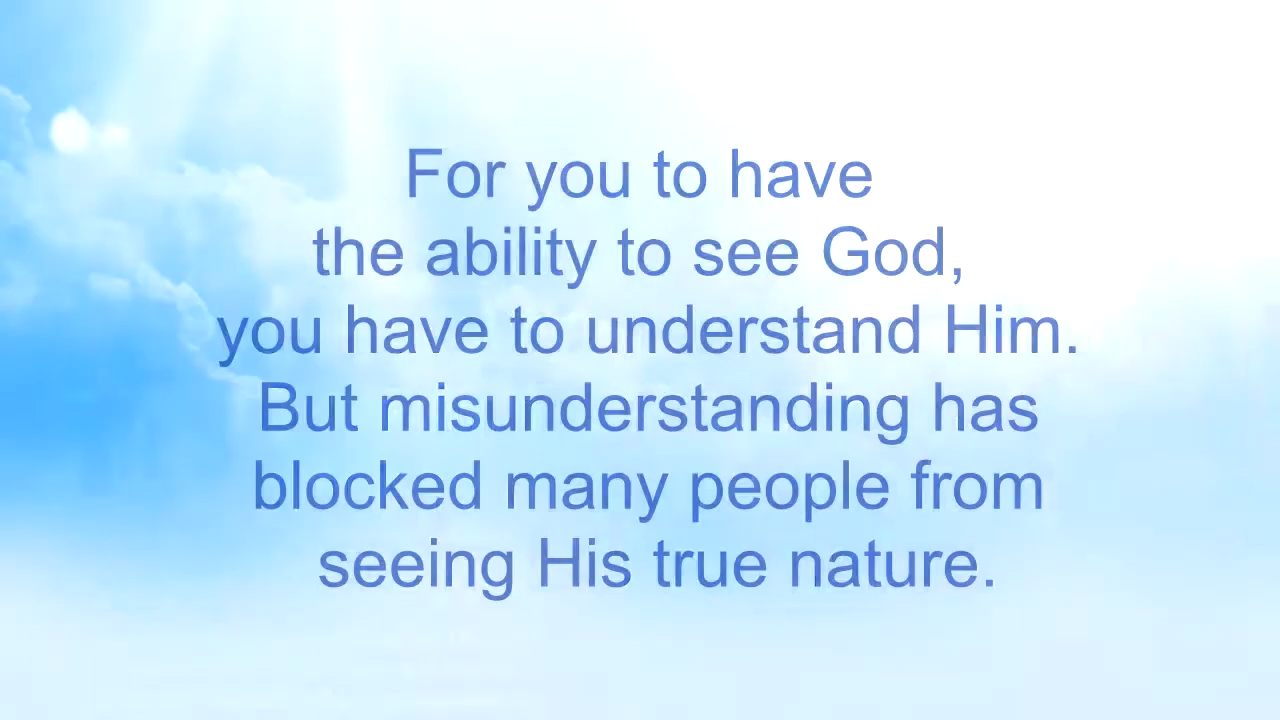 For you to have
the ability to see God,
you have to understand Him.
But misunderstanding has
blocked many people from
seeing His true nature.